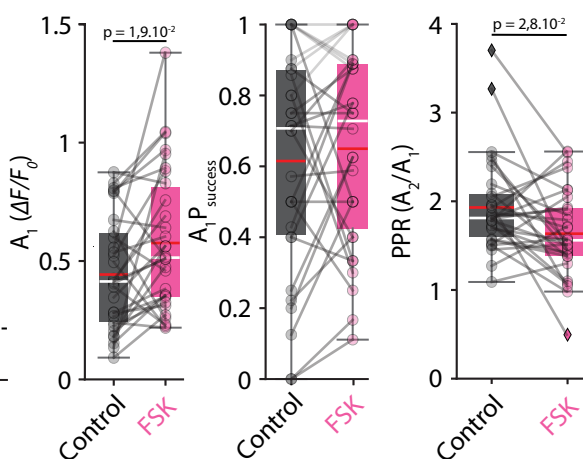 p = 1,9.10⁻²
A₁ (ΔF/F₀)
1.5
1
0.5
0
Control
FSK
A₁P_success
1
0.8
0.6
0.4
0.2
0
Control
FSK
p = 2,8.10⁻²
PPR (A₂/A₁)
4
3
2
1
0
Control
FSK